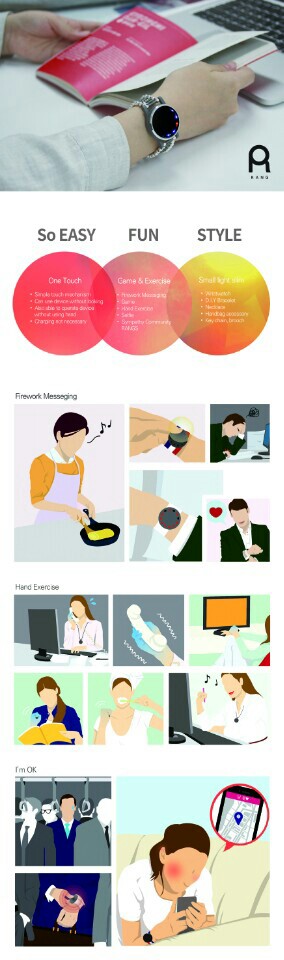 RANG
So EASY FUN STYLE
One Touch
• Simple touch mechanism
• Can use device without looking
• Also able to operate device
without using hand
• Charging not necessary
Game & Exercise
• Firework Messaging
• Game
• Hand Exercise
• Selfie
• Sympathy Community
RANGS
Small light size
• Wristwatch
• D.I.Y Bracelet
• Necklace
• Handbag accessory
• Key chain, brooch
Firework Messeging
Hand Exercise
I'm OK